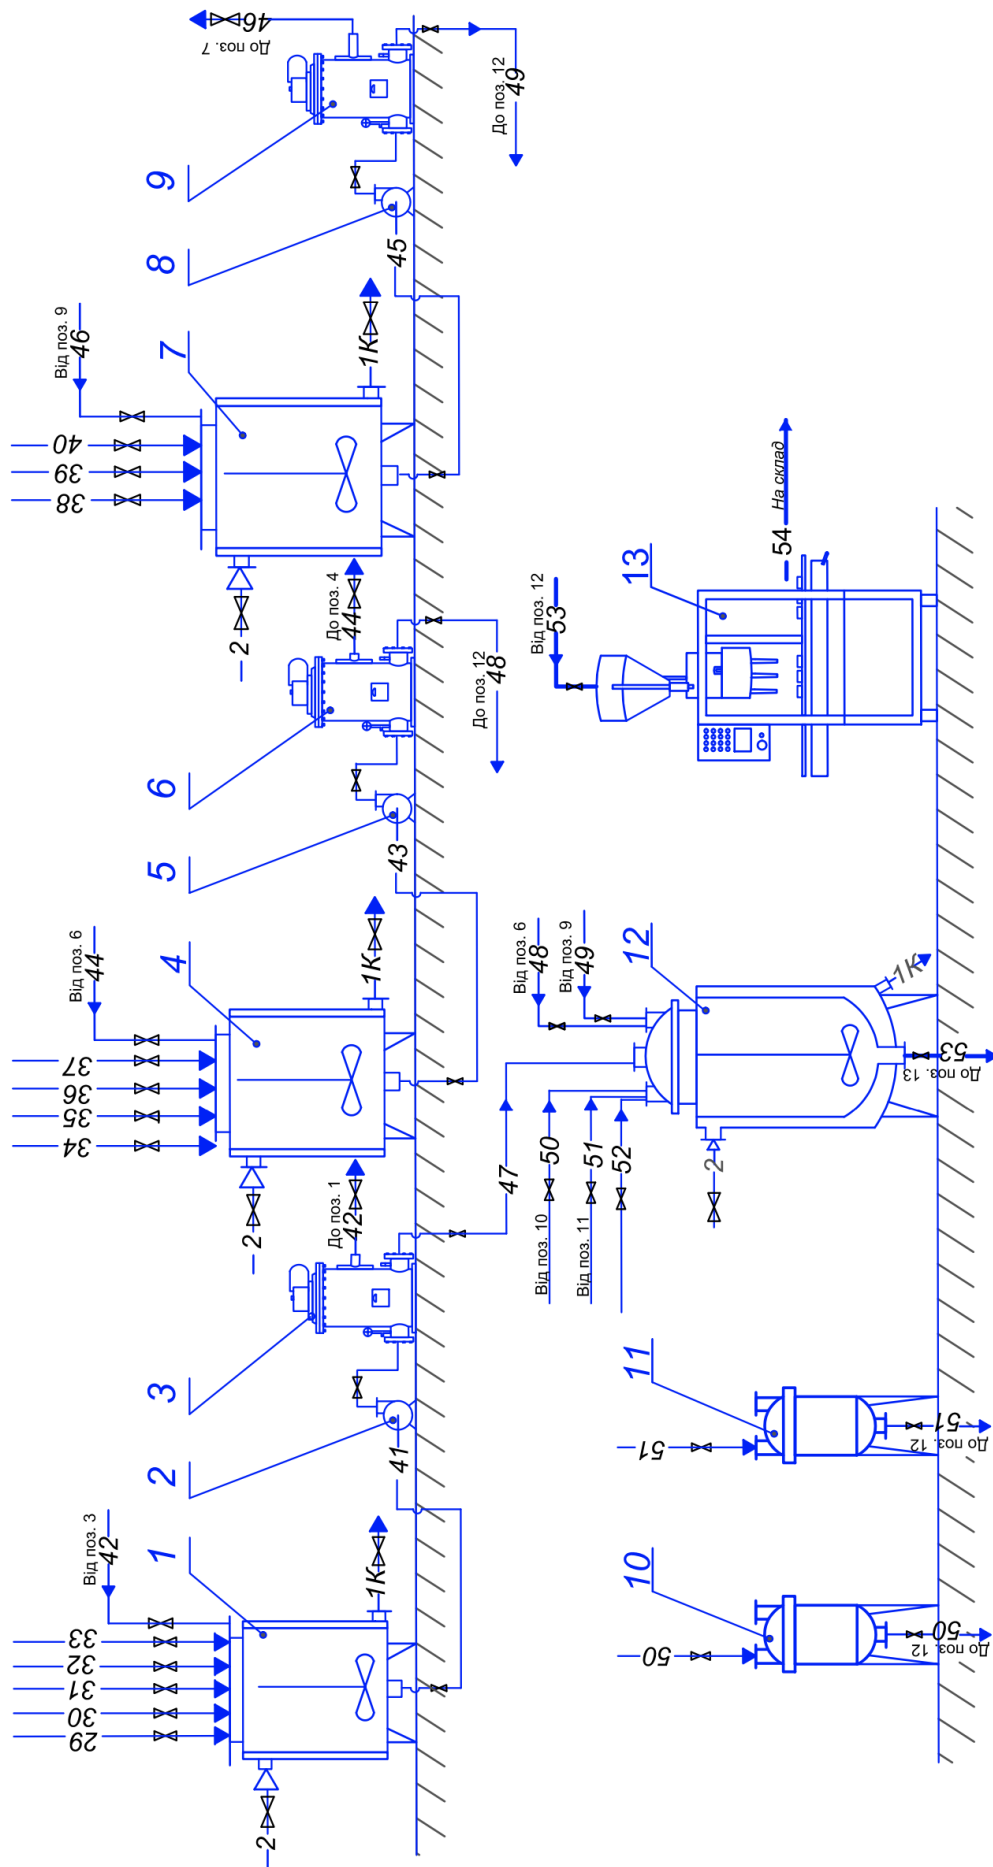 46
До поз. 7
9
До поз. 12
49
8
45
Від поз. 9
46
7
40
39
38
1К
2
До поз. 4
44
6
До поз. 12
48
5
43
Від поз. 6
44
4
37
36
35
34
1К
2
До поз. 1
42
3
2
41
Від поз. 3
42
1
33
32
31
30
29
1К
2
54
На склад
13
Від поз. 12
53
12
Від поз. 6
48
Від поз. 9
49
1К
53
До поз. 13
47
50
Від поз. 10
51
Від поз. 11
52
2
11
51
51
До поз. 12
10
50
50
До поз. 12